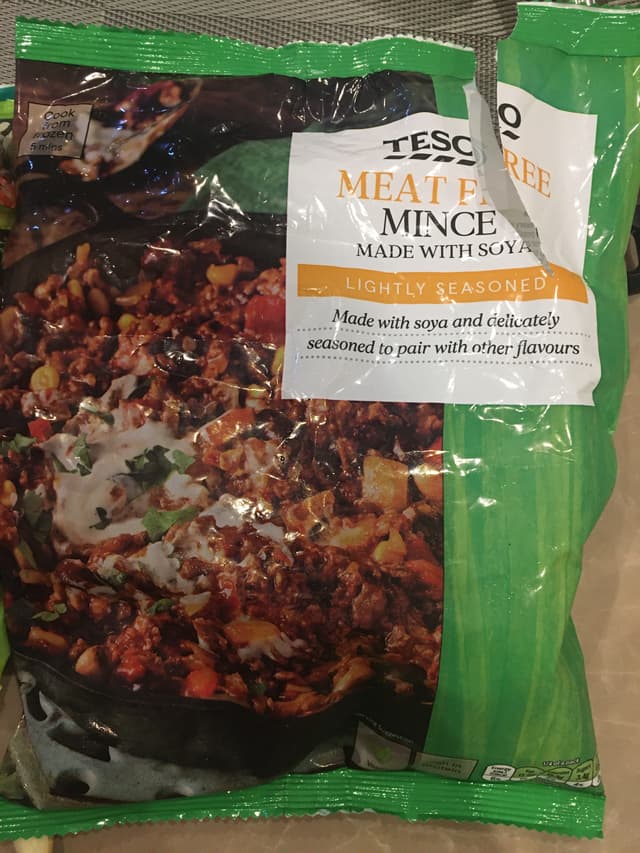 Cook
from
frozen
5 mins
TESCO
MEAT FREE
MINCE
MADE WITH SOYA
LIGHTLY SEASONED
Made with soya and delicately
seasoned to pair with other flavours